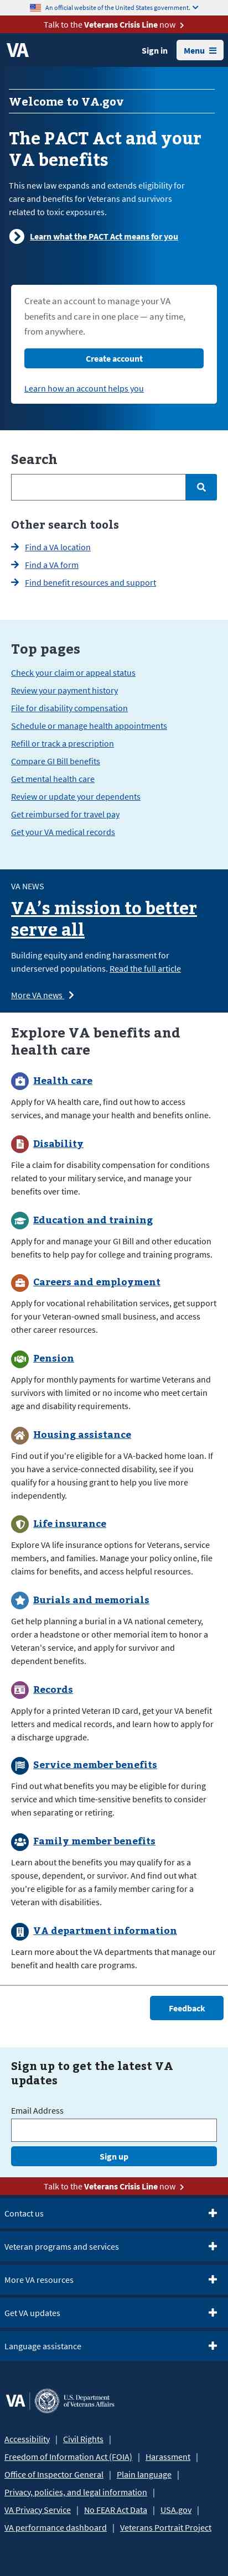 An official website of the United States government.
Talk to the Veterans Crisis Line now
VA
Sign in
Menu
Welcome to VA.gov
The PACT Act and your
VA benefits
This new law expands and extends eligibility for
care and benefits for Veterans and survivors
related to toxic exposures.
Learn what the PACT Act means for you
Create an account to manage your VA
benefits and care in one place — any time,
from anywhere.
Create account
Learn how an account helps you
Search
Other search tools
Find a VA location
Find a VA form
Find benefit resources and support
Top pages
Check your claim or appeal status
Review your payment history
File for disability compensation
Schedule or manage health appointments
Refill or track a prescription
Compare GI Bill benefits
Get mental health care
Review or update your dependents
Get reimbursed for travel pay
Get your VA medical records
VA NEWS
VA’s mission to better
serve all
Building equity and ending harassment for
underserved populations. Read the full article
More VA news
Explore VA benefits and
health care
Health care
Apply for VA health care, find out how to access
services, and manage your health and benefits online.
Disability
File a claim for disability compensation for conditions
related to your military service, and manage your
benefits over time.
Education and training
Apply for and manage your GI Bill and other education
benefits to help pay for college and training programs.
Careers and employment
Apply for vocational rehabilitation services, get support
for your Veteran-owned small business, and access
other career resources.
Pension
Apply for monthly payments for wartime Veterans and
survivors with limited or no income who meet certain
age and disability requirements.
Housing assistance
Find out if you're eligible for a VA-backed home loan. If
you have a service-connected disability, see if you
qualify for a housing grant to help you live more
independently.
Life insurance
Explore VA life insurance options for Veterans, service
members, and families. Manage your policy online, file
claims for benefits, and access helpful resources.
Burials and memorials
Get help planning a burial in a VA national cemetery,
order a headstone or other memorial item to honor a
Veteran's service, and apply for survivor and
dependent benefits.
Records
Apply for a printed Veteran ID card, get your VA benefit
letters and medical records, and learn how to apply for
a discharge upgrade.
Service member benefits
Find out what benefits you may be eligible for during
service and which time-sensitive benefits to consider
when separating or retiring.
Family member benefits
Learn about the benefits you may qualify for as a
spouse, dependent, or survivor. And find out what
you're eligible for as a family member caring for a
Veteran with disabilities.
VA department information
Learn more about the VA departments that manage our
benefit and health care programs.
Feedback
Sign up to get the latest VA
updates
Email Address
Sign up
Talk to the Veterans Crisis Line now
Contact us
Veteran programs and services
More VA resources
Get VA updates
Language assistance
VA | U.S. Department
of Veterans Affairs
Accessibility | Civil Rights |
Freedom of Information Act (FOIA) | Harassment |
Office of Inspector General | Plain language |
Privacy, policies, and legal information |
VA Privacy Service | No FEAR Act Data | USA.gov |
VA performance dashboard | Veterans Portrait Project